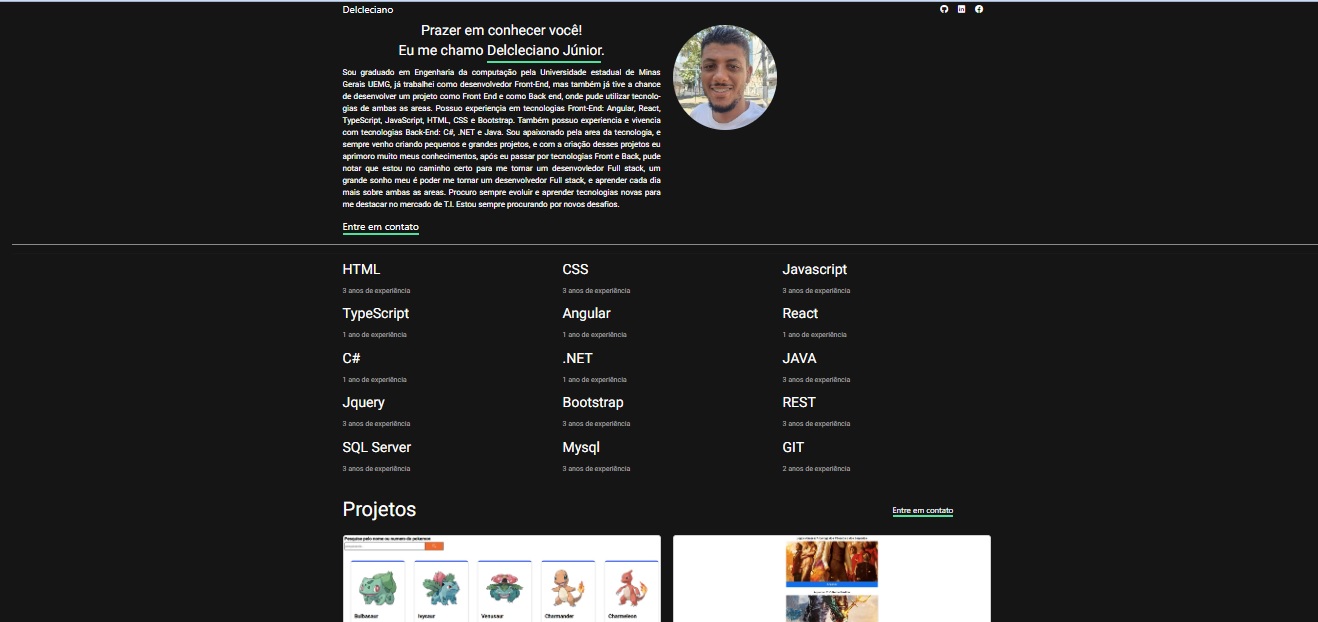 Delcleciano
Prazer em conhecer você!
Eu me chamo Delcleciano Júnior.
Sou graduado em Engenharia da computação pela Universidade estadual de Minas
Gerais UEMG, já trabalhei como desenvolvedor Front-End, mas também já tive a chance
de desenvolver um projeto como Front End e como Back end, onde pude utilizar tecnolo-
gias de ambas as areas. Possuo experiençia em tecnologias Front-End: Angular, React,
TypeScript, JavaScript, HTML, CSS e Bootstrap. Também possuo experiencia e vivencia
com tecnologias Back-End: C#, .NET e Java. Sou apaixonado pela area da tecnologia, e
sempre venho criando pequenos e grandes projetos, e com a criação desses projetos eu
aprimoro muito meus conhecimentos, após eu passar por tecnologias Front e Back, pude
notar que estou no caminho certo para me tornar um desenvovledor Full stack, um
grande sonho meu é poder me tornar um desenvolvedor Full stack, e aprender cada dia
mais sobre ambas as areas. Procuro sempre evoluir e aprender tecnologias novas para
me destacar no mercado de T.I. Estou sempre procurando por novos desafios.
Entre em contato
HTML CSS Javascript
3 anos de experiência 3 anos de experiência 3 anos de experiência
TypeScript Angular React
1 ano de experiência 1 ano de experiência 1 ano de experiência
C# .NET JAVA
1 ano de experiência 1 ano de experiência 3 anos de experiência
Jquery Bootstrap REST
3 anos de experiência 3 anos de experiência 3 anos de experiência
SQL Server Mysql GIT
3 anos de experiência 3 anos de experiência 2 anos de experiência
Projetos Entre em contato
Pesquise pelo nome ou numero do pokemon
Bulbasaur Ivysaur Venusaur Charmander Charmeleon